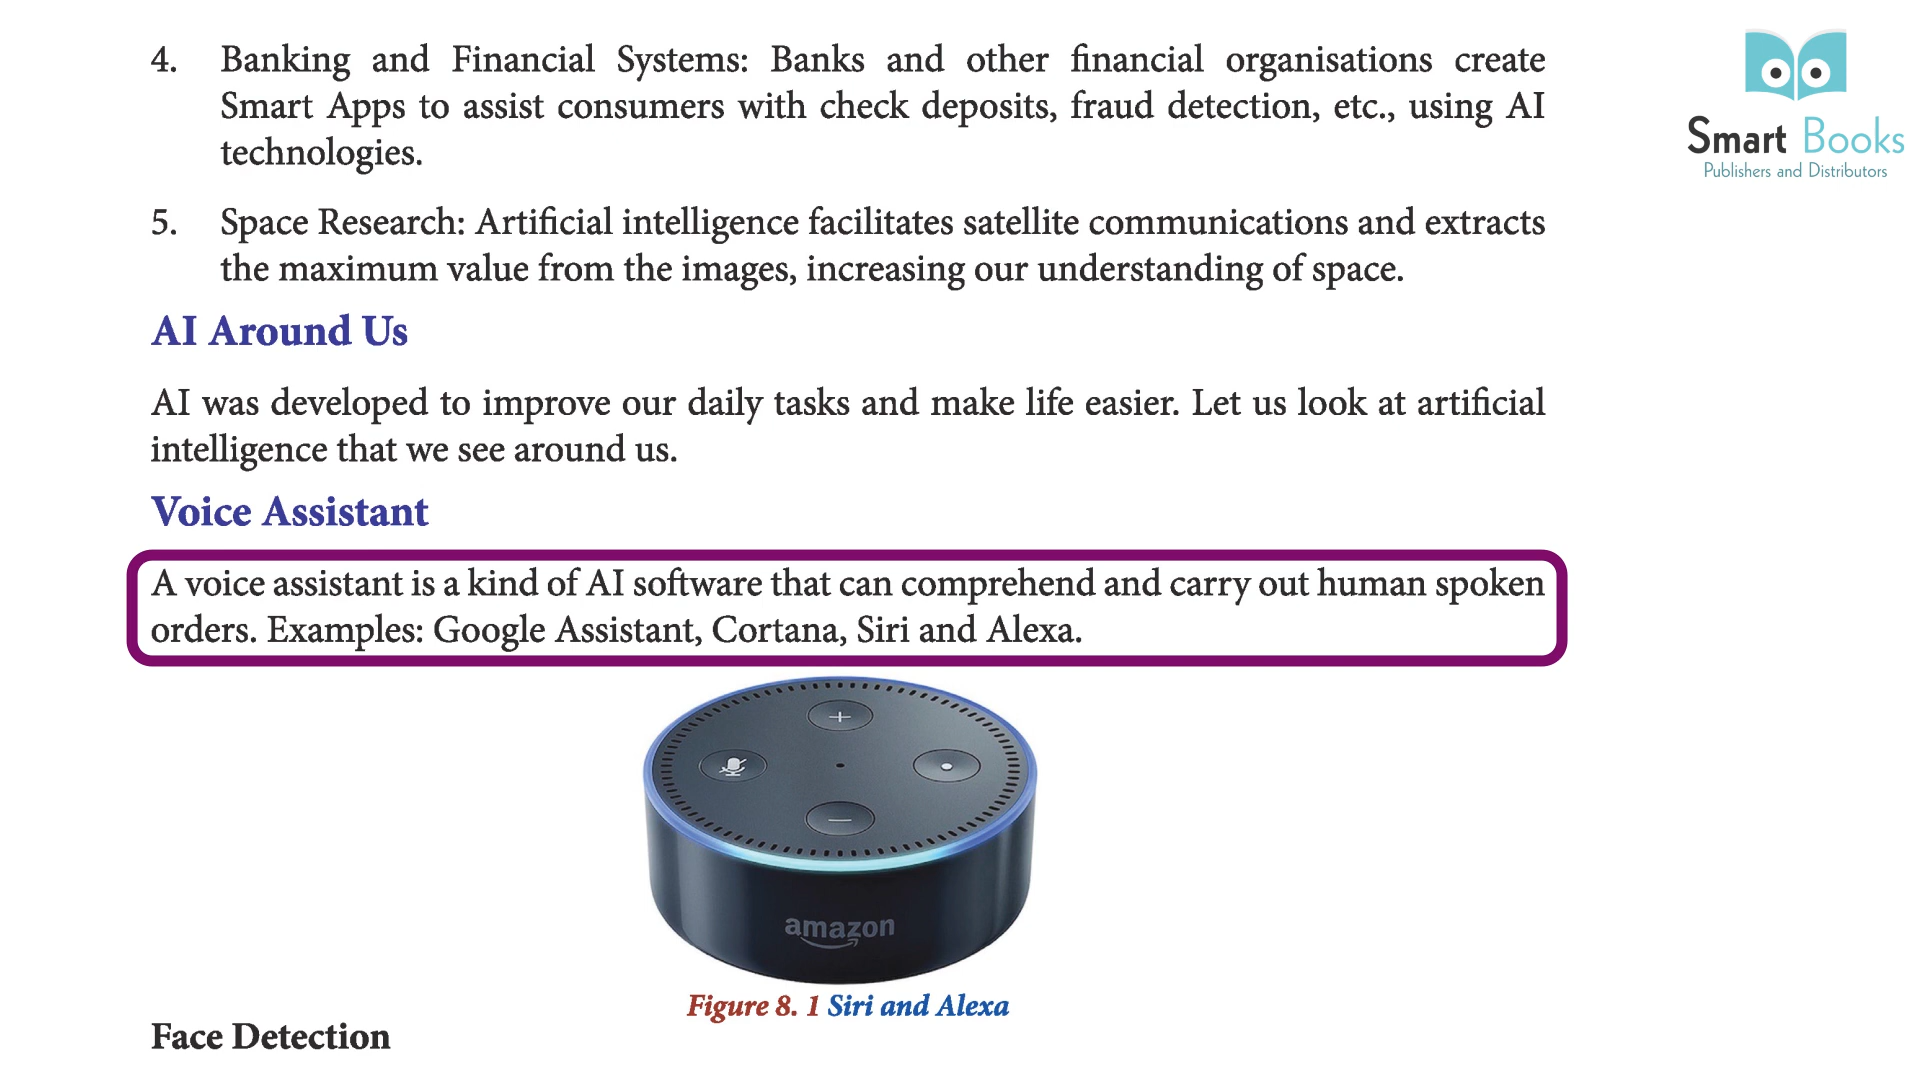 4. Banking and Financial Systems: Banks and other financial organisations create
Smart Apps to assist consumers with check deposits, fraud detection, etc., using AI
technologies.
5. Space Research: Artificial intelligence facilitates satellite communications and extracts
the maximum value from the images, increasing our understanding of space.
AI Around Us
AI was developed to improve our daily tasks and make life easier. Let us look at artificial
intelligence that we see around us.
Voice Assistant
A voice assistant is a kind of AI software that can comprehend and carry out human spoken
orders. Examples: Google Assistant, Cortana, Siri and Alexa.
amazon
Figure 8. 1 Siri and Alexa
Face Detection
Smart Books
Publishers and Distributors